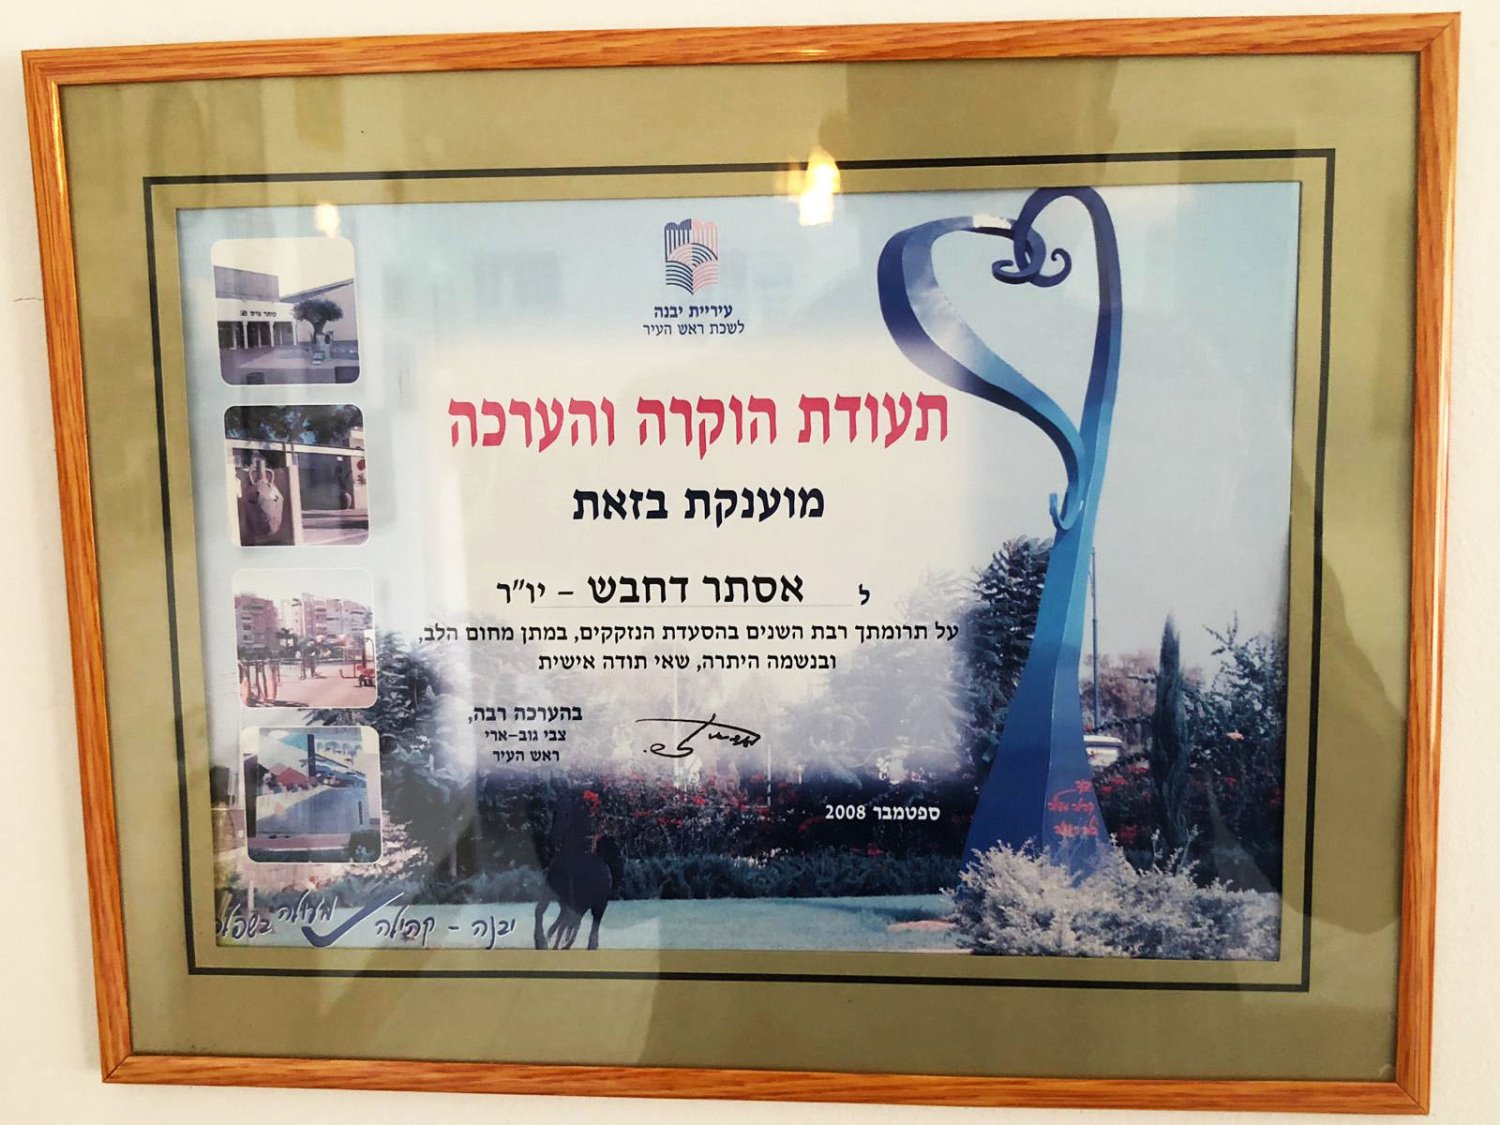 עיריית יבנה
לשכת ראש העיר
תעודת הוקרה והערכה
מוענקת בזאת
ל אסתר דחבש – יו"ר
על תרומתך רבת השנים בהסעדת הנזקקים, במתן מחום הלב,
ובנשמה היתרה, שאי תודה אישית
בהערכה רבה,
צבי גוב-ארי
ראש העיר
ספטמבר 2008
יבנה - קהילה מעולה בשפלה